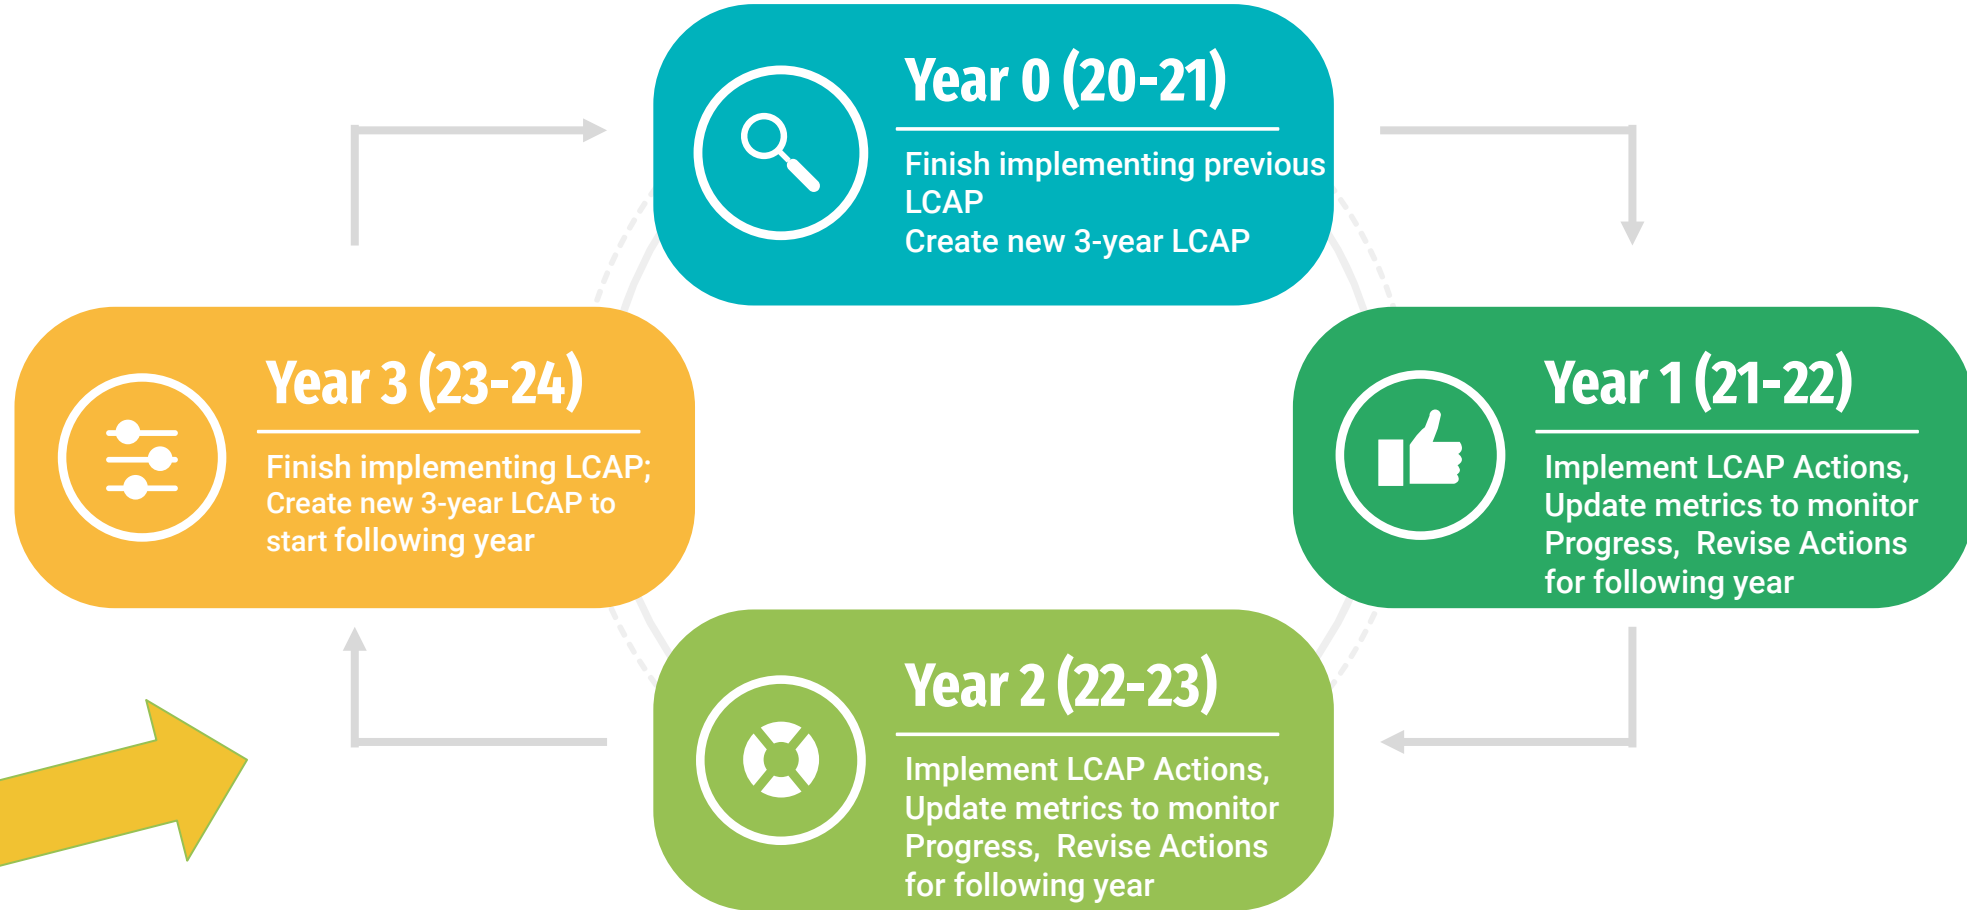 Year 0 (20-21)
Finish implementing previous
LCAP
Create new 3-year LCAP
Year 1 (21-22)
Implement LCAP Actions,
Update metrics to monitor
Progress,  Revise Actions
for following year
Year 2 (22-23)
Implement LCAP Actions,
Update metrics to monitor
Progress,  Revise Actions
for following year
Year 3 (23-24)
Finish implementing LCAP;
Create new 3-year LCAP to
start following year